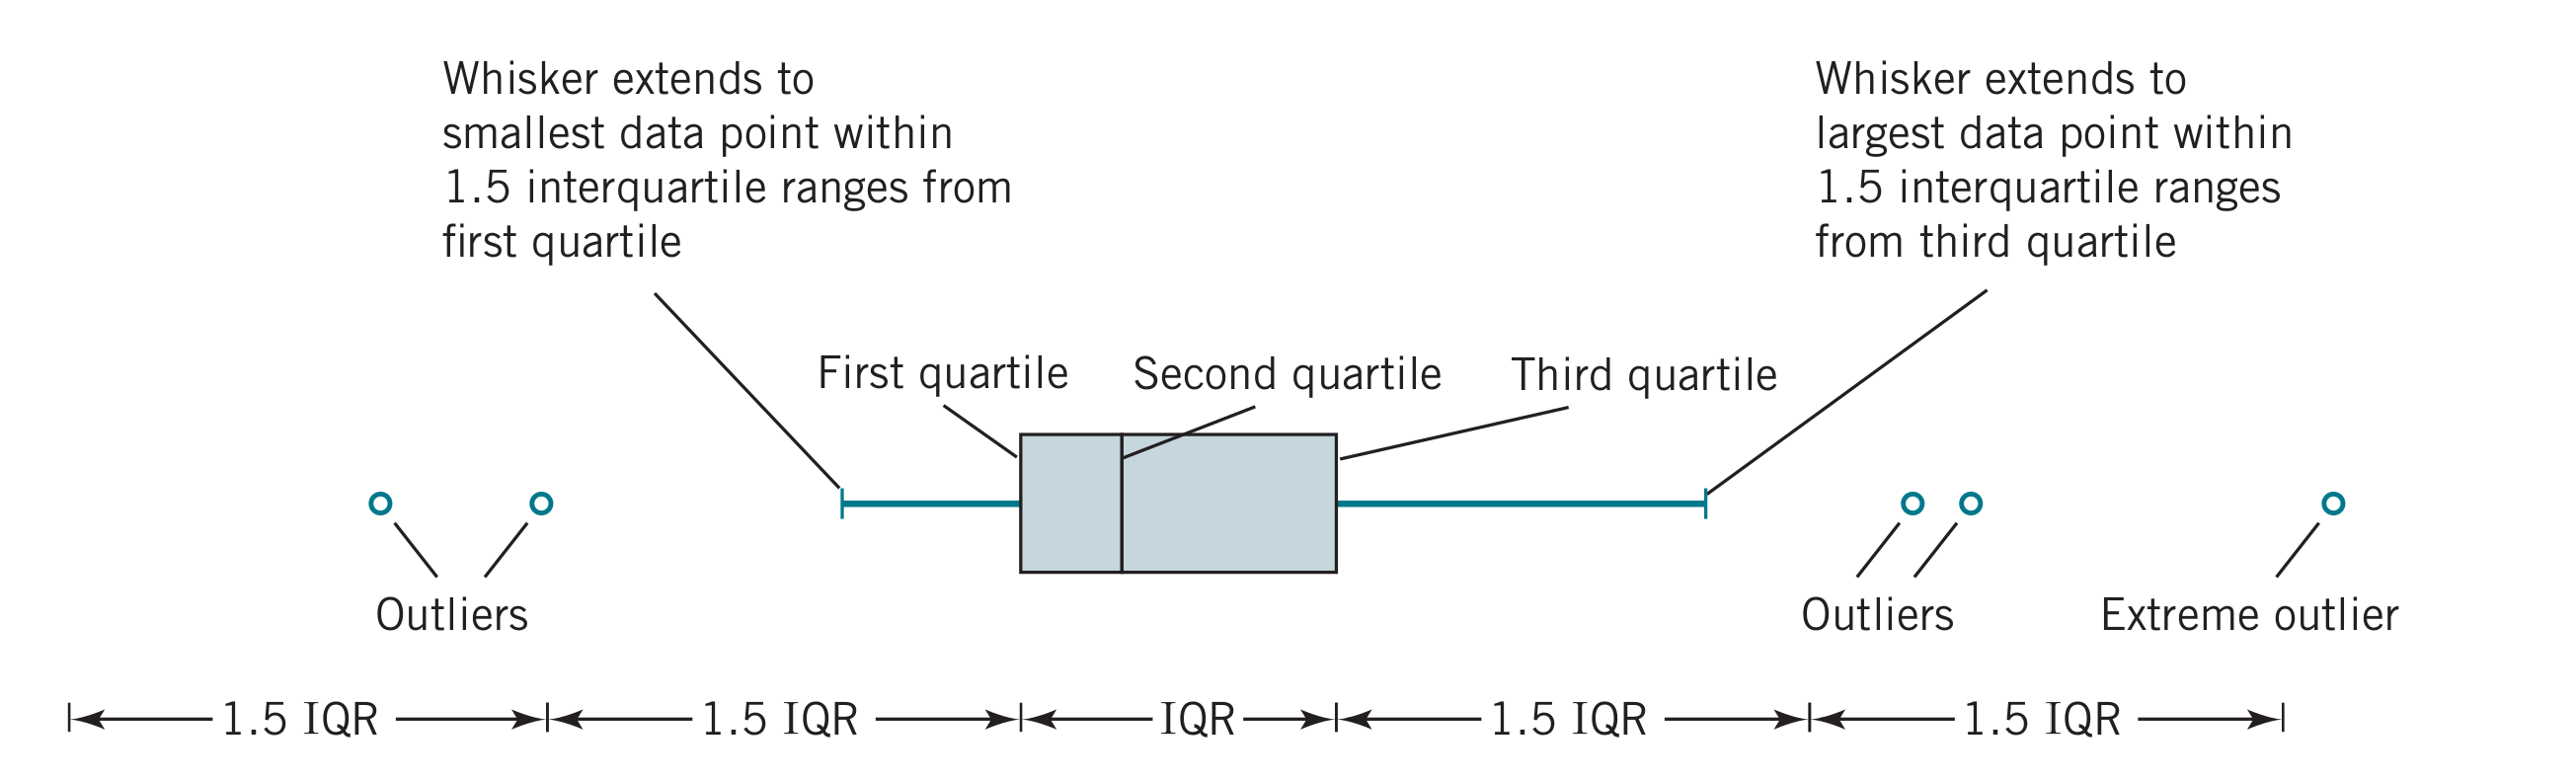 Whisker extends to
smallest data point within
1.5 interquartile ranges from
first quartile
Whisker extends to
largest data point within
1.5 interquartile ranges
from third quartile
First quartile
Second quartile
Third quartile
Outliers
Outliers
Extreme outlier
1.5 IQR
1.5 IQR
IQR
1.5 IQR
1.5 IQR